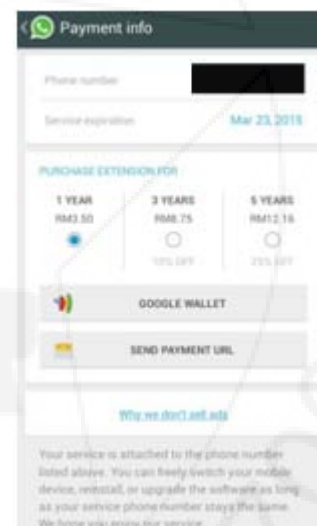 Payment info
Phone number
Service expiration Mar 23, 2015
PURCHASE EXTENSION FOR
1 YEAR 3 YEARS 5 YEARS
RM3.50 RM8.75 RM12.16
10% OFF 25% OFF
GOOGLE WALLET
SEND PAYMENT URL
Why we don't sell ads
Your service is attached to the phone number
listed above. You can freely switch your mobile
device, reinstall, or upgrade the software as long
as your service phone number stays the same.
We hope you enjoy our service.